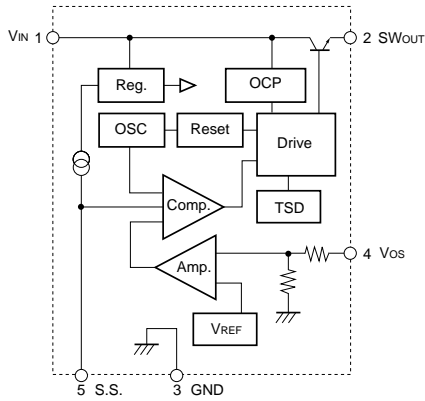 VIN 1
2 SWOUT
Reg.
OCP
OSC
Reset
Drive
Comp.
TSD
Amp.
4 VOS
VREF
5 S.S.
3 GND